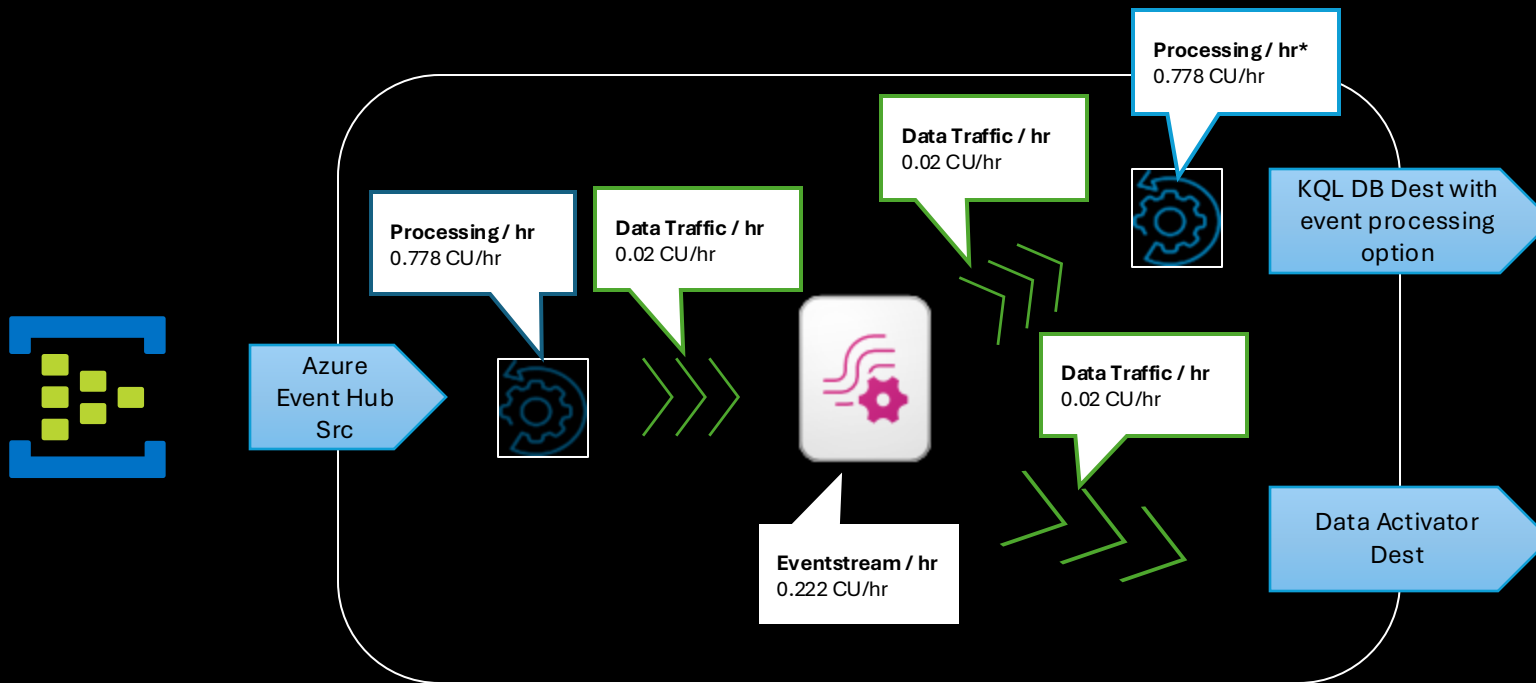 Processing / hr*
0.778 CU/hr
Data Traffic / hr
0.02 CU/hr
KQL DB Dest with
event processing
option
Processing / hr
0.778 CU/hr
Data Traffic / hr
0.02 CU/hr
Azure
Event Hub
Src
Data Traffic / hr
0.02 CU/hr
Eventstream / hr
0.222 CU/hr
Data Activator
Dest